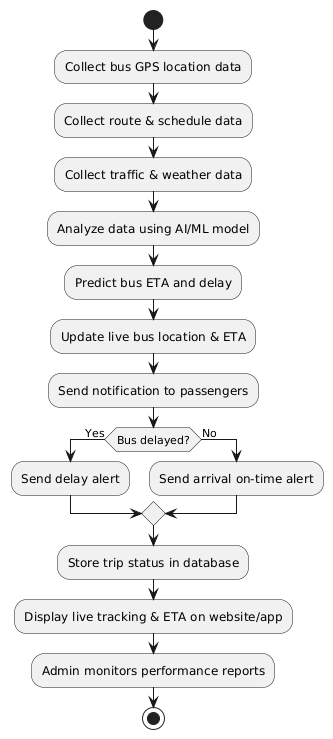 Collect bus GPS location data
Collect route & schedule data
Collect traffic & weather data
Analyze data using AI/ML model
Predict bus ETA and delay
Update live bus location & ETA
Send notification to passengers
Yes
Bus delayed?
No
Send delay alert
Send arrival on-time alert
Store trip status in database
Display live tracking & ETA on website/app
Admin monitors performance reports